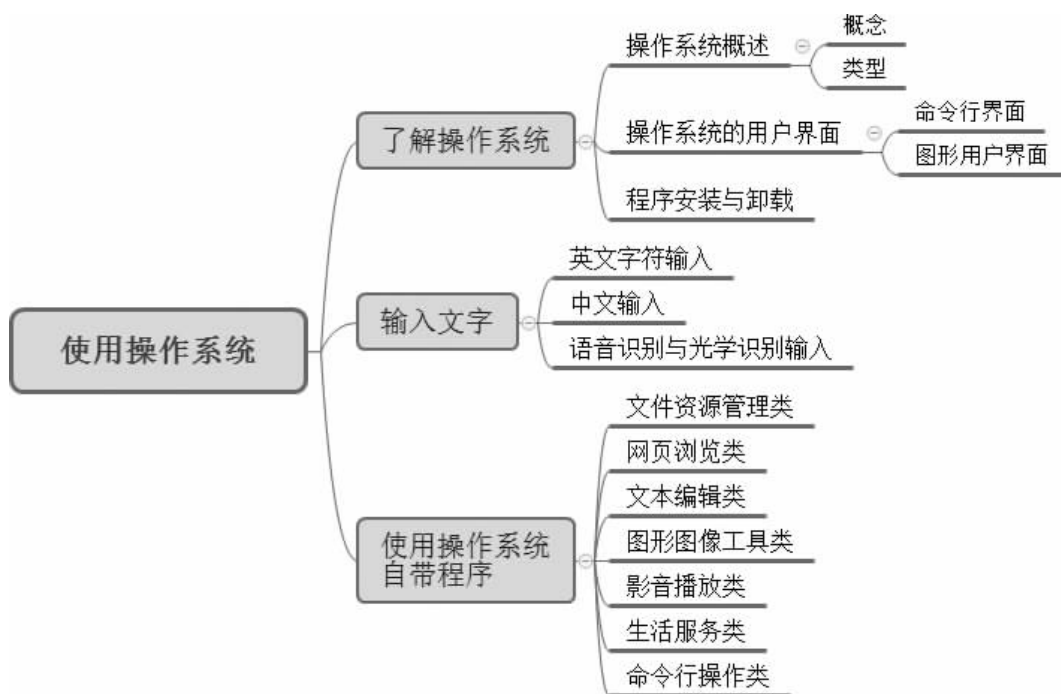 使用操作系统
了解操作系统
操作系统概述
概念
类型
操作系统的用户界面
命令行界面
图形用户界面
程序安装与卸载
输入文字
英文字符输入
中文输入
语音识别与光学识别输入
使用操作系统
自带程序
文件资源管理类
网页浏览类
文本编辑类
图形图像工具类
影音播放类
生活服务类
命令行操作类